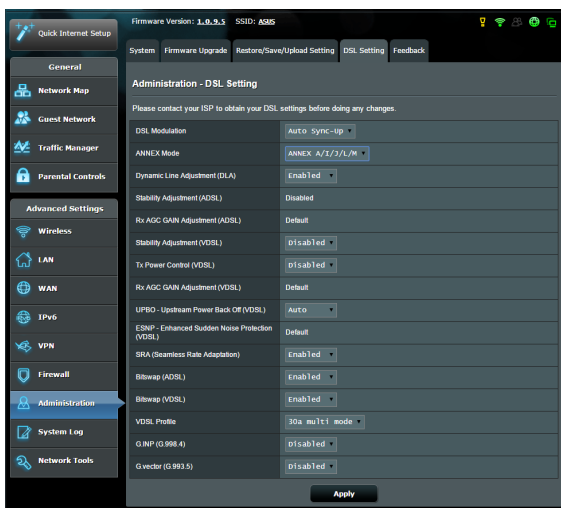 Quick Internet Setup
General
Network Map
Guest Network
Traffic Manager
Parental Controls
Advanced Settings
Wireless
LAN
WAN
IPv6
VPN
Firewall
Administration
System Log
Network Tools
Firmware Version: 1.0.9.5 SSID: ASUS
System Firmware Upgrade Restore/Save/Upload Setting DSL Setting Feedback
Administration - DSL Setting
Please contact your ISP to obtain your DSL settings before doing any changes.
DSL Modulation Auto Sync-Up
ANNEX Mode ANNEX A/I/J/L/M
Dynamic Line Adjustment (DLA) Enabled
Stability Adjustment (ADSL) Disabled
Rx AGC GAIN Adjustment (ADSL) Default
Stability Adjustment (VDSL) Disabled
Tx Power Control (VDSL) Disabled
Rx AGC GAIN Adjustment (VDSL) Default
UPBO - Upstream Power Back Off (VDSL) Auto
ESNP - Enhanced Sudden Noise Protection
(VDSL) Default
SRA (Seamless Rate Adaptation) Enabled
Bitswap (ADSL) Enabled
Bitswap (VDSL) Enabled
VDSL Profile 30a multi mode
G.INP (G.998.4) Disabled
G.vector (G.993.5) Disabled
Apply